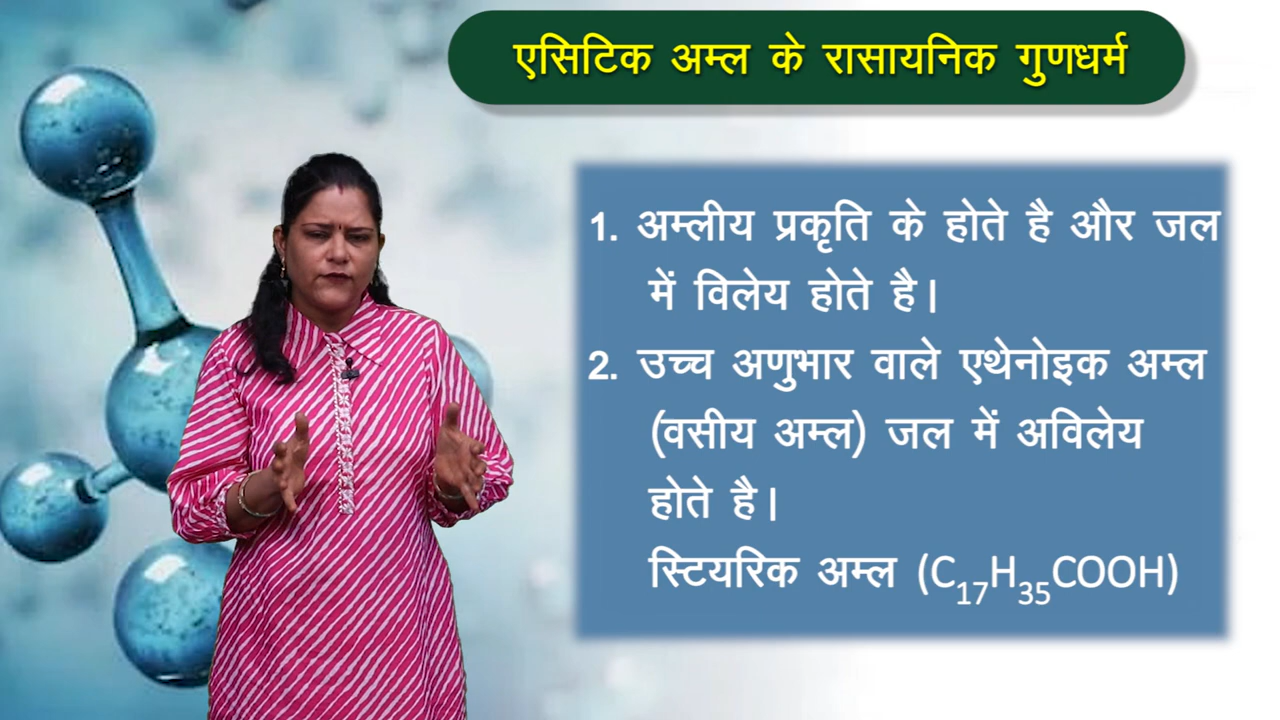 एसिटिक अम्ल के रासायनिक गुणधर्म
1. अम्लीय प्रकृति के होते है और जल
में विलेय होते है।
2. उच्च अणुभार वाले एथेनोइक अम्ल
(वसीय अम्ल) जल में अविलेय
होते है।
स्टियरिक अम्ल (C₁₇H₃₅COOH)